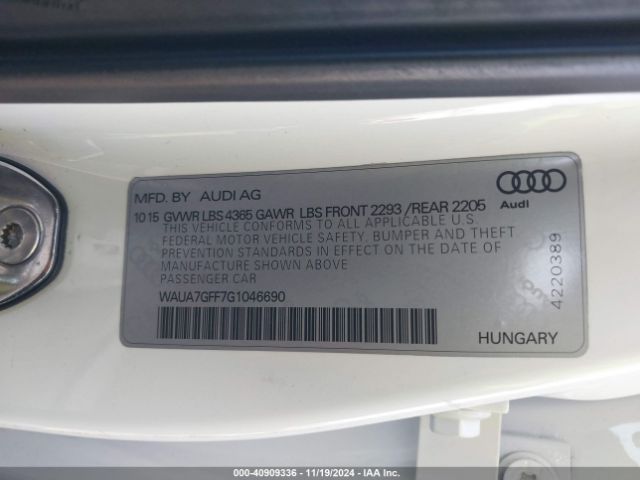 MFD. BY AUDI AG
10 15 GVWR LBS 4365 GAWR LBS FRONT 2293 /REAR 2205
THIS VEHICLE CONFORMS TO ALL APPLICABLE U.S.
FEDERAL MOTOR VEHICLE SAFETY. BUMPER AND THEFT
PREVENTION STANDARDS IN EFFECT ON THE DATE OF
MANUFACTURE SHOWN ABOVE
PASSENGER CAR
WAUA7GFF7G1046690
Audi
4220389
HUNGARY
000-40909336 - 11/19/2024 - IAA Inc.